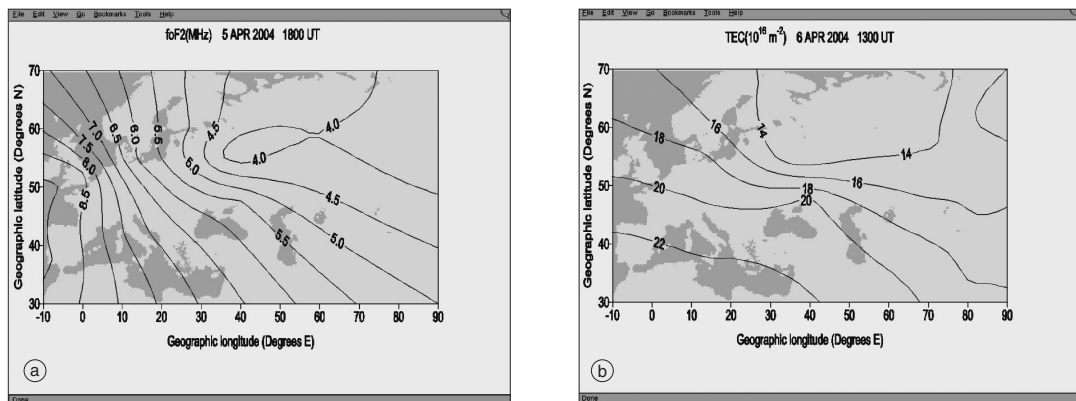 File Edit View Go Bookmarks Tools Help
foF2(MHz) 5 APR 2004 1800 UT
Geographic latitude (Degrees N)
70
60
50
40
30
-10 0 10 20 30 40 50 60 70 80 90
Geographic longitude (Degrees E)
7.0
6.5
6.0
5.5
4.5
4.0
7.5
8.0
5.0
4.0
8.5
4.5
5.0
5.5
a
Done
File Edit View Go Bookmarks Tools Help
TEC(10^16 m^-2) 6 APR 2004 1300 UT
Geographic latitude (Degrees N)
70
60
50
40
30
-10 0 10 20 30 40 50 60 70 80 90
Geographic longitude (Degrees E)
16
14
18
14
20
18
16
20
22
b
Done